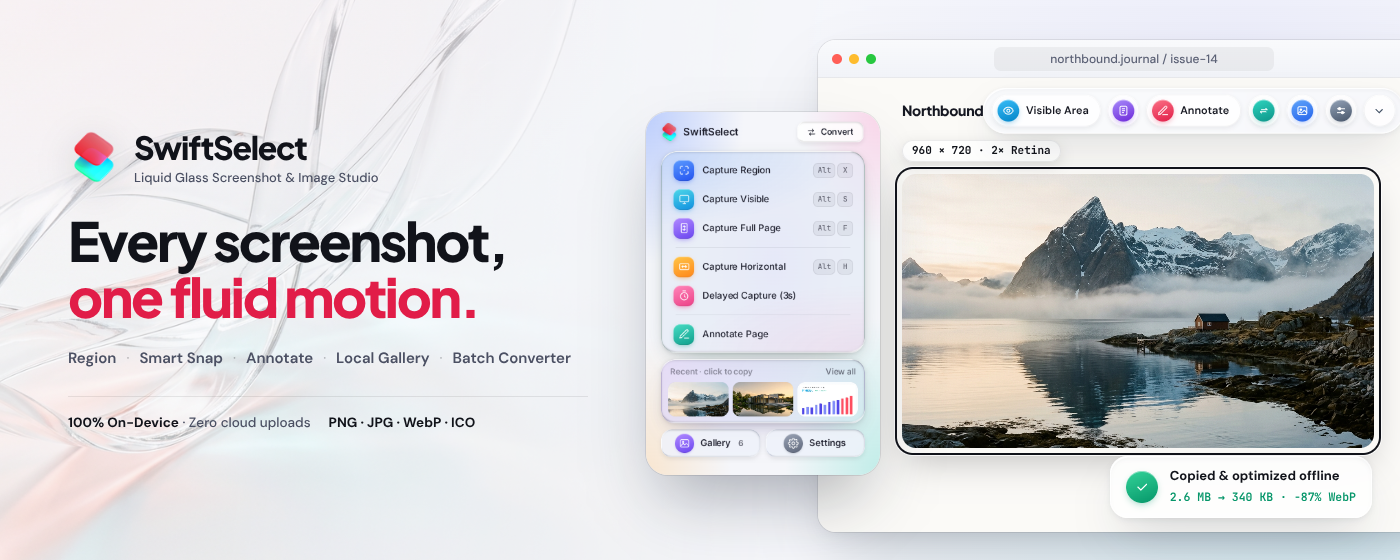 SwiftSelect
Liquid Glass Screenshot & Image Studio
Every screenshot,
one fluid motion.
Region · Smart Snap · Annotate · Local Gallery · Batch Converter
100% On-Device · Zero cloud uploads PNG · JPG · WebP · ICO
SwiftSelect Convert
Capture Region Alt X
Capture Visible Alt S
Capture Full Page Alt F
Capture Horizontal Alt H
Delayed Capture (3s)
Annotate Page
Recent · click to copy View all
Gallery 6 Settings
northbound.journal / issue-14
Northbound Visible Area Annotate
960 × 720 · 2× Retina
Copied & optimized offline
2.6 MB → 340 KB · -87% WebP